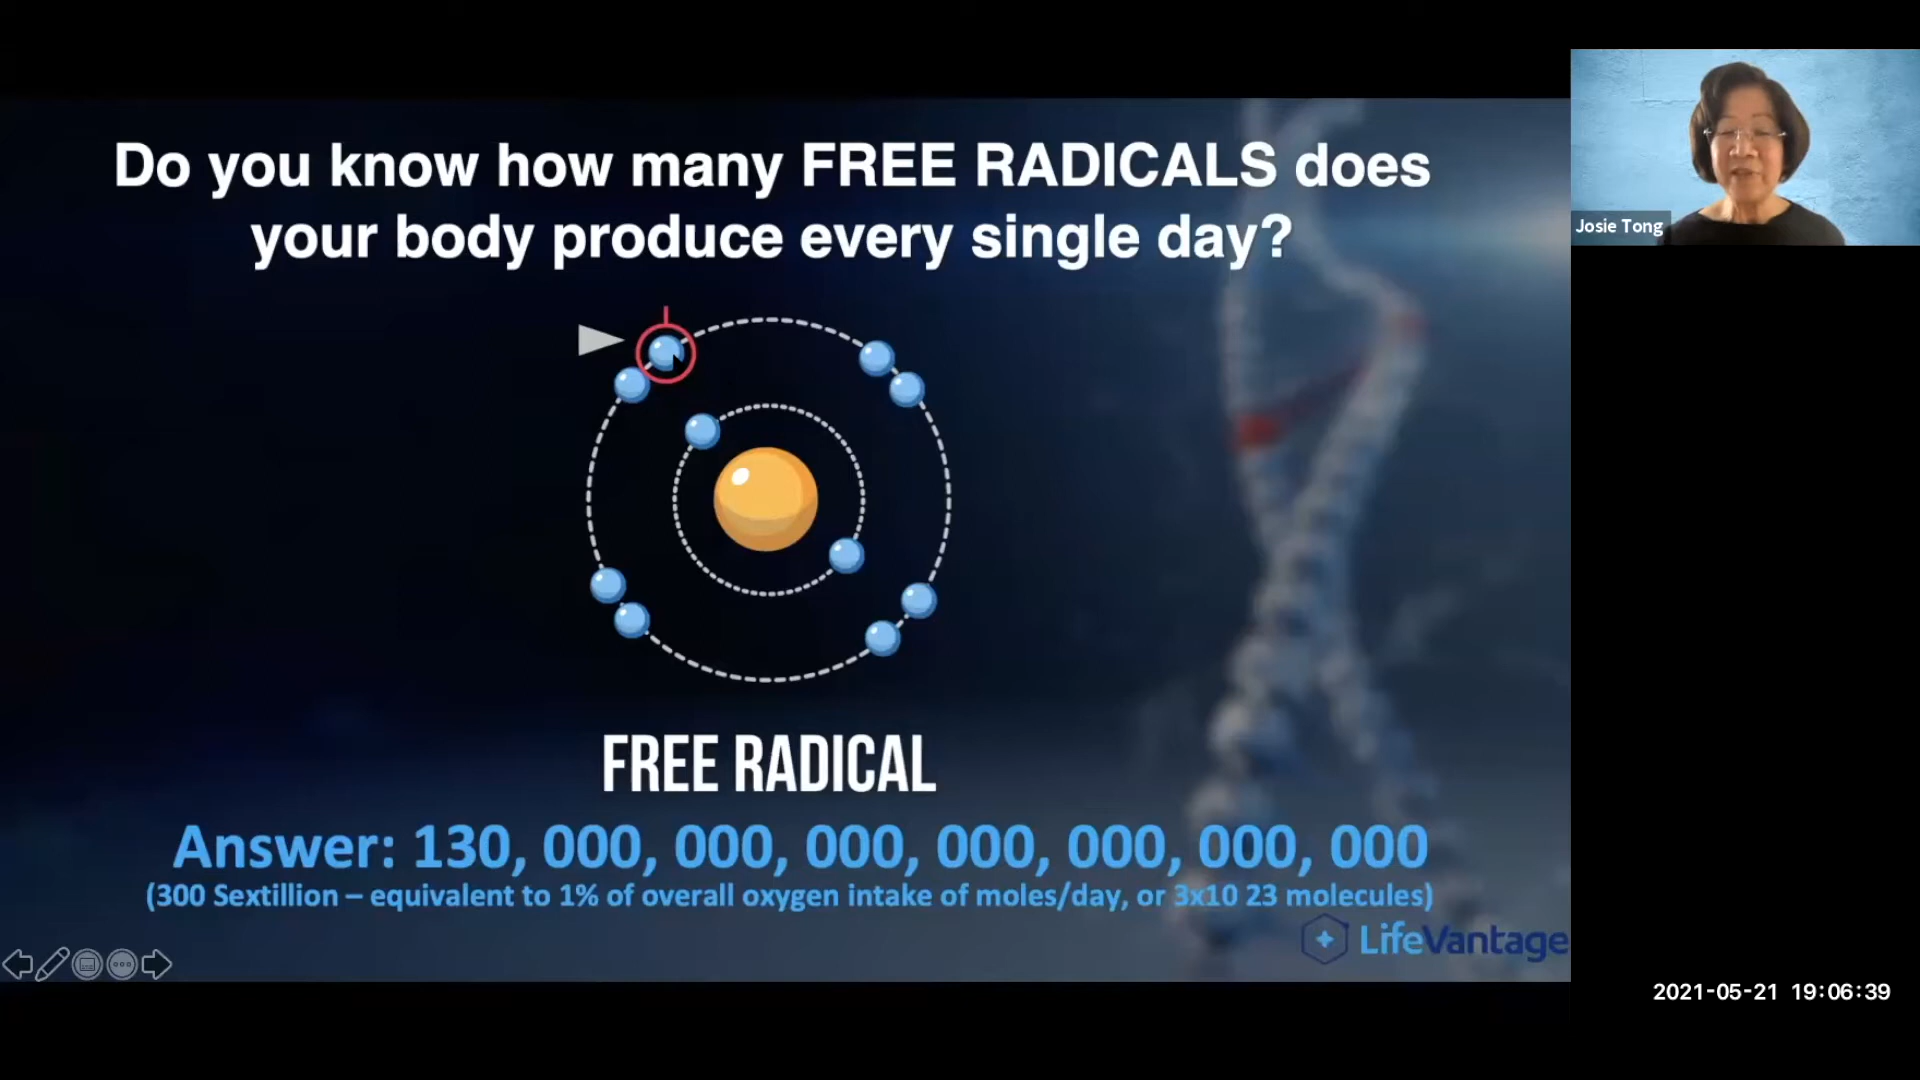 Do you know how many FREE RADICALS does
your body produce every single day?
Josie Tong
FREE RADICAL
Answer: 130, 000, 000, 000, 000, 000, 000, 000
(300 Sextillion – equivalent to 1% of overall oxygen intake of moles/day, or 3x10 23 molecules)
LifeVantage
2021-05-21 19:06:39